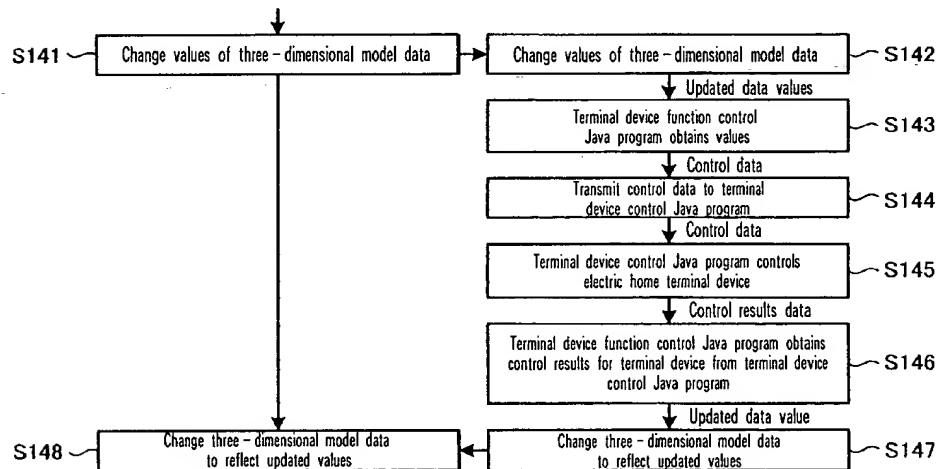 S141
Change values of three-dimensional model data
Change values of three-dimensional model data
S142
Updated data values
Terminal device function control
Java program obtains values
S143
Control data
Transmit control data to terminal
device control Java program
S144
Control data
Terminal device control Java program controls
electric home terminal device
S145
Control results data
Terminal device function control Java program obtains
control results for terminal device from terminal device
control Java program
S146
Updated data value
S148
Change three-dimensional model data
to reflect updated values
Change three-dimensional model data
to reflect updated values
S147